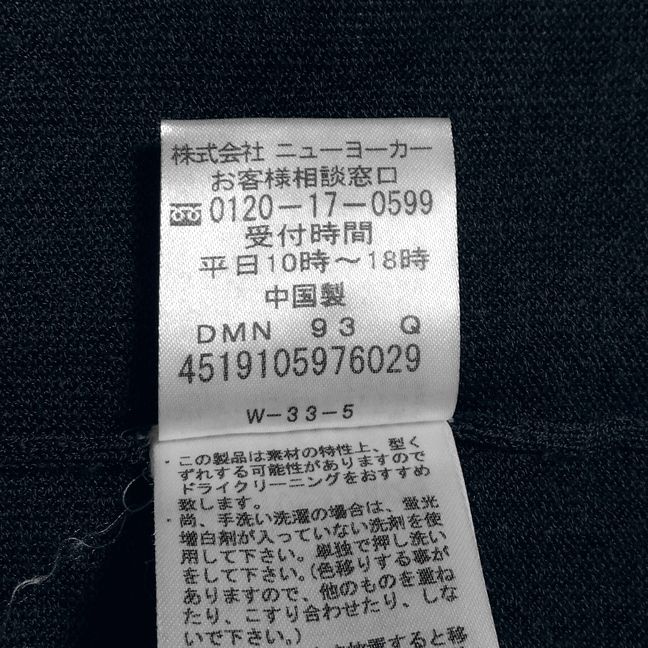 株式会社 ニューヨーカー
お客様相談窓口
0120-17-0599
受付時間
平日10時～18時
中国製
DMN 93 Q
4519105976029
W-33-5
・この製品は素材の特性上、型く
ずれする可能性がありますので
ドライクリーニングをおすすめ
致します。
・尚、手洗い洗濯の場合は、蛍光
増白剤が入っていない洗剤を使
用して下さい。単独で押し洗い
をして下さい。(色移りする事が
ありますので、他のものを重ね
たり、こすり合わせたり、しな
いで下さい。)
放置すると移